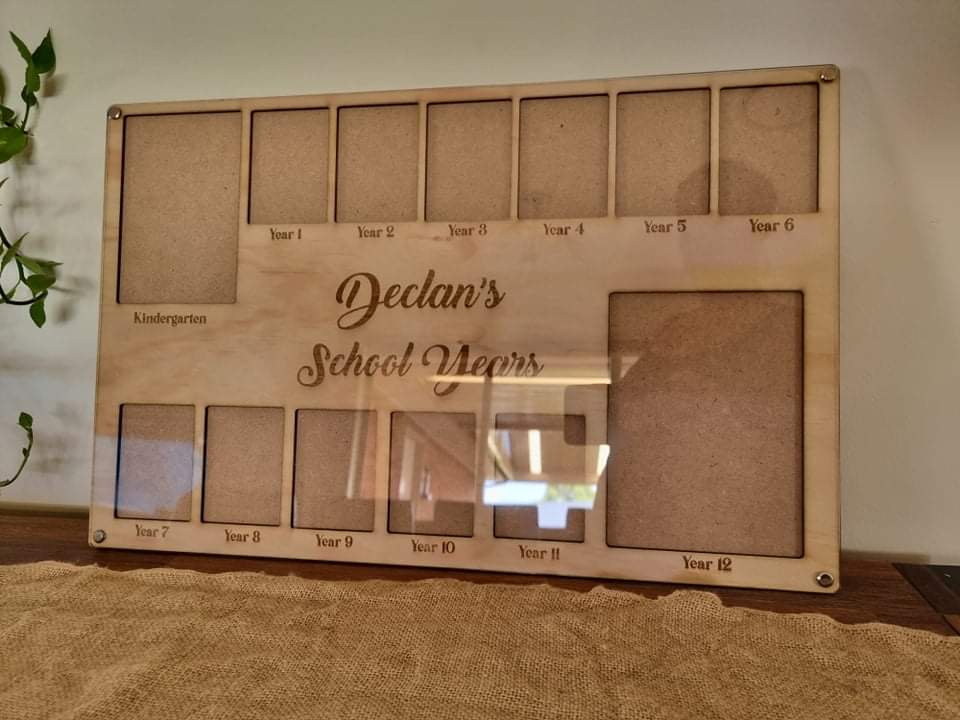 Year 1 Year 2 Year 3 Year 4 Year 5 Year 6
Kindergarten
Declan's
School Years
Year 7 Year 8 Year 9 Year 10 Year 11 Year 12